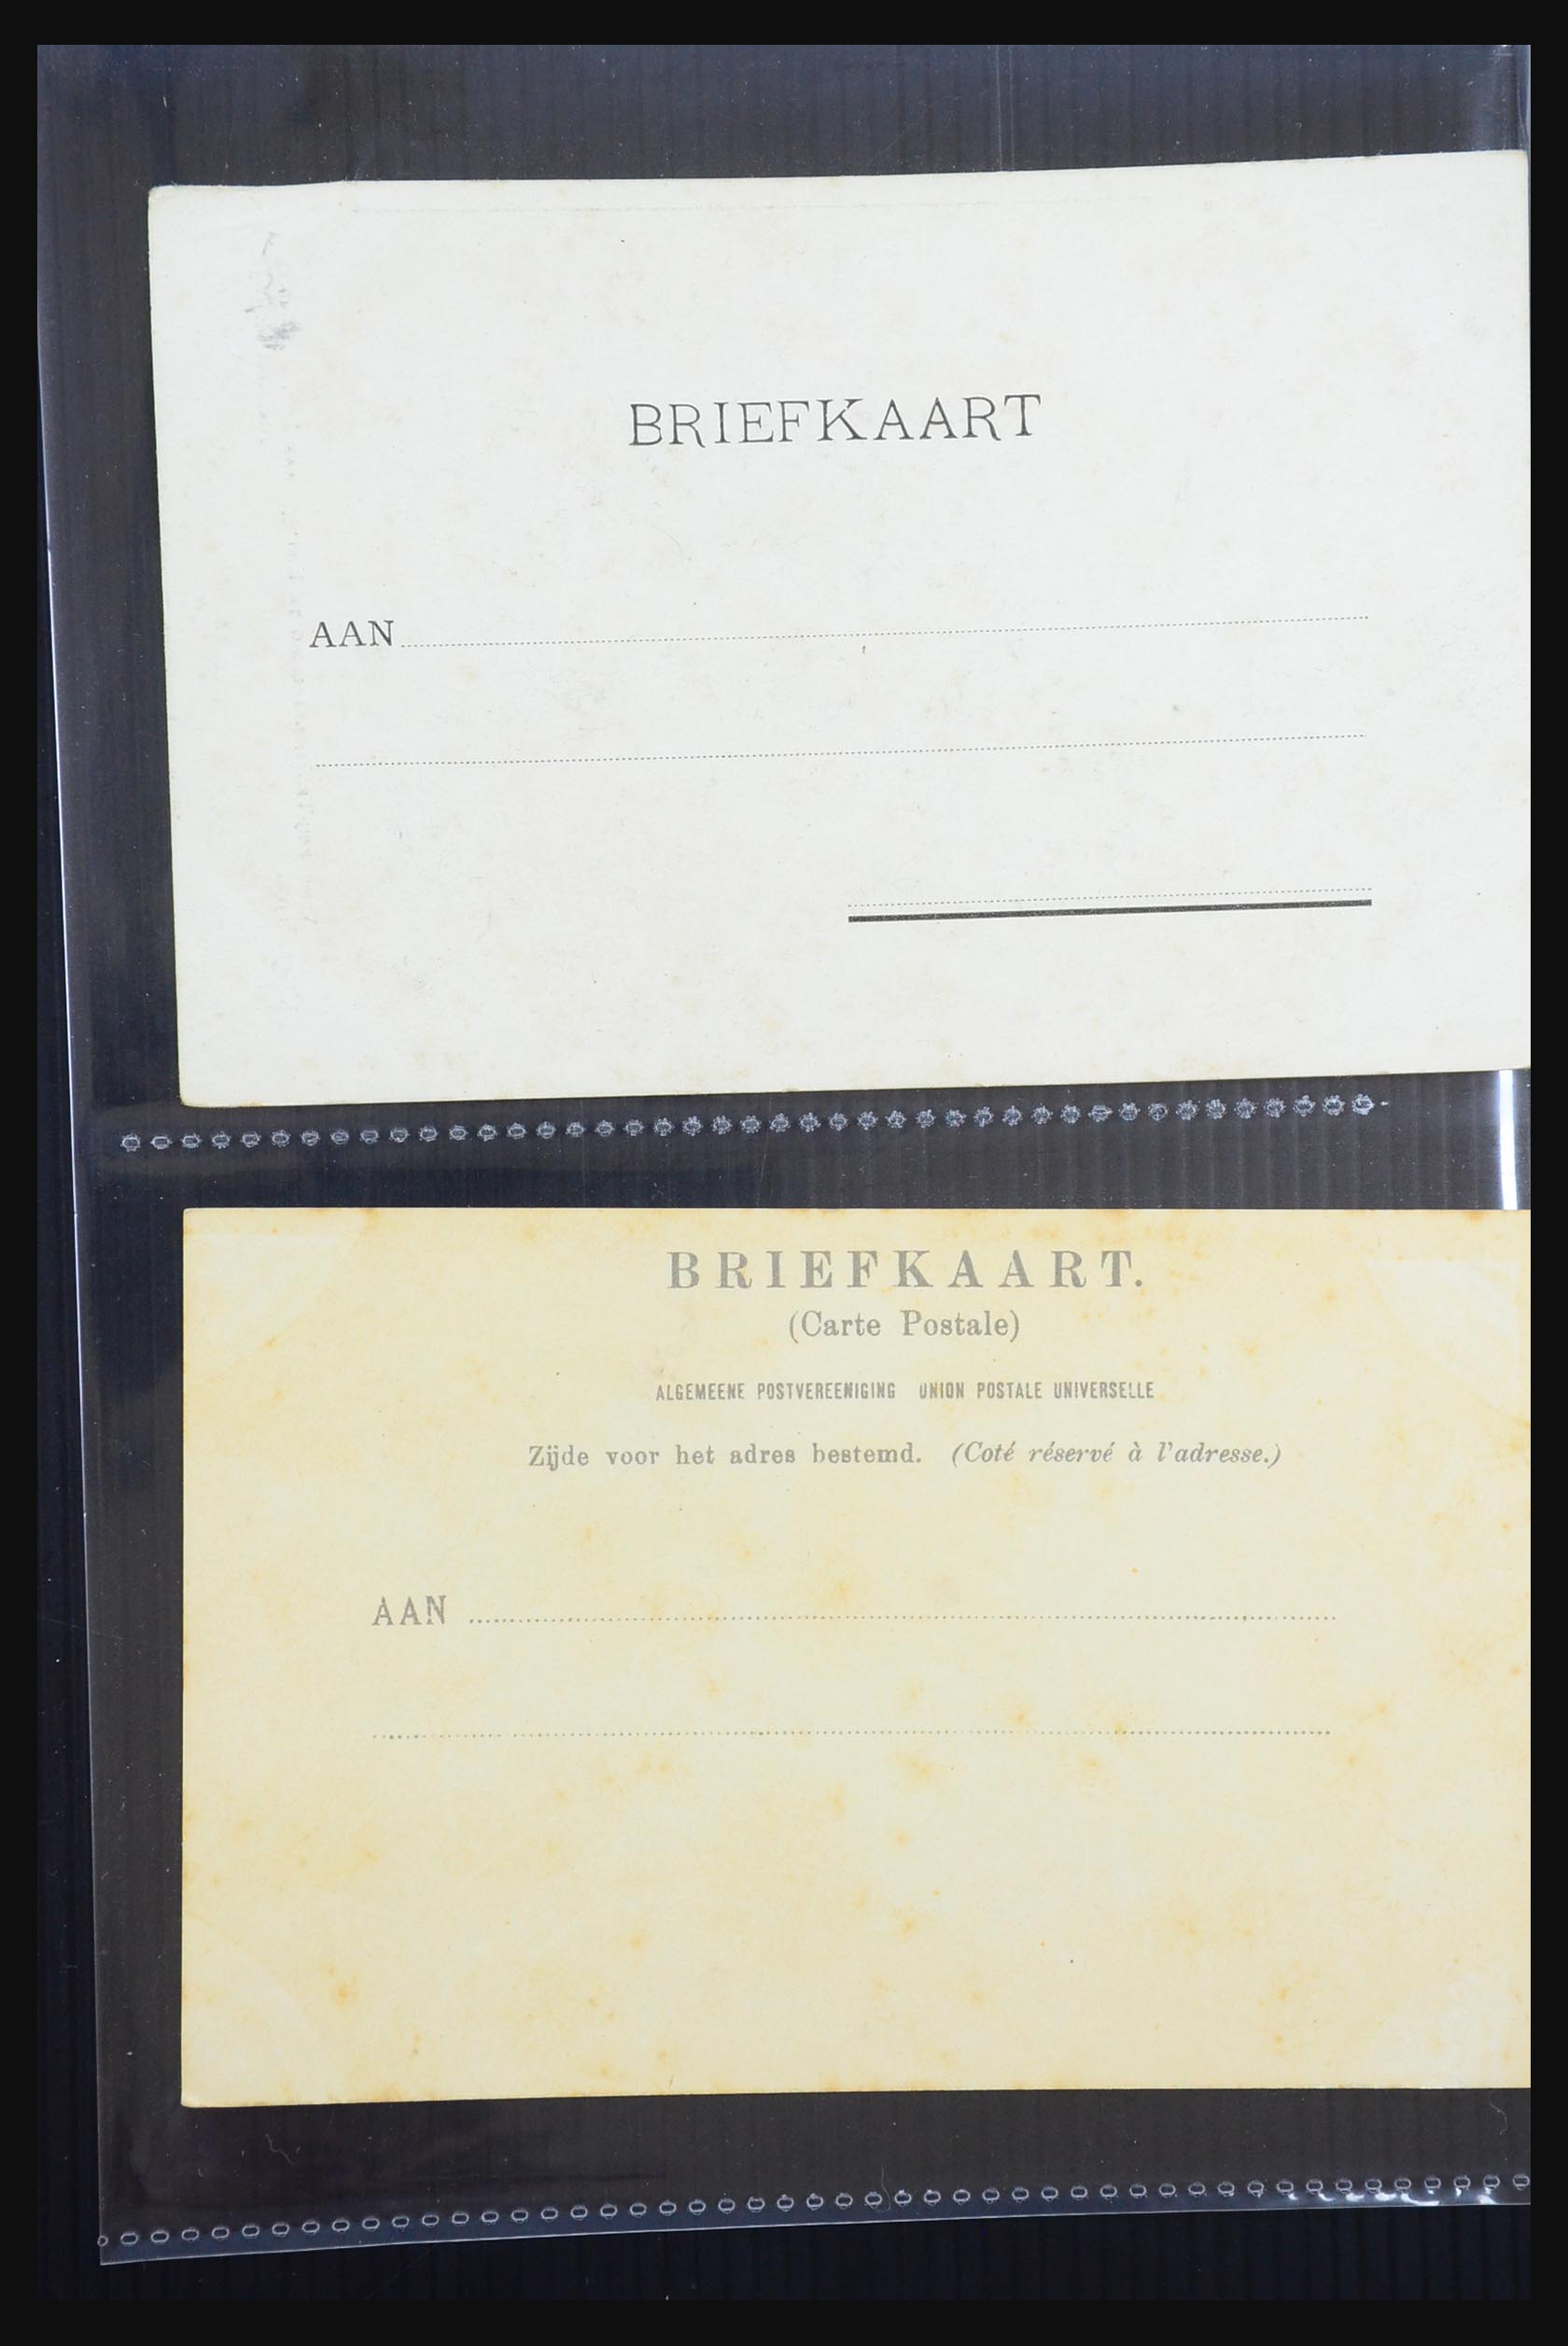 BRIEFKAART
AAN
BRIEFKAART.
(Carte Postale)
ALGEMEENE POSTVEREENIGING UNION POSTALE UNIVERSELLE
Zijde voor het adres bestemd. (Coté réservé à l'adresse.)
AAN